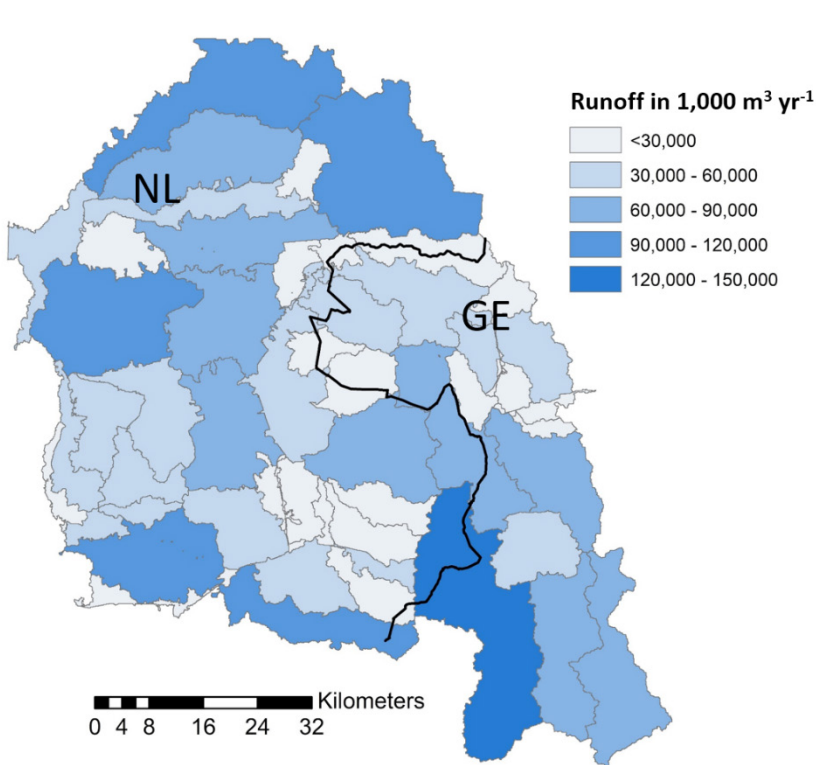 Runoff in 1,000 m³ yr⁻¹
<30,000
30,000 - 60,000
60,000 - 90,000
90,000 - 120,000
120,000 - 150,000
NL
GE
Kilometers
0 4 8 16 24 32